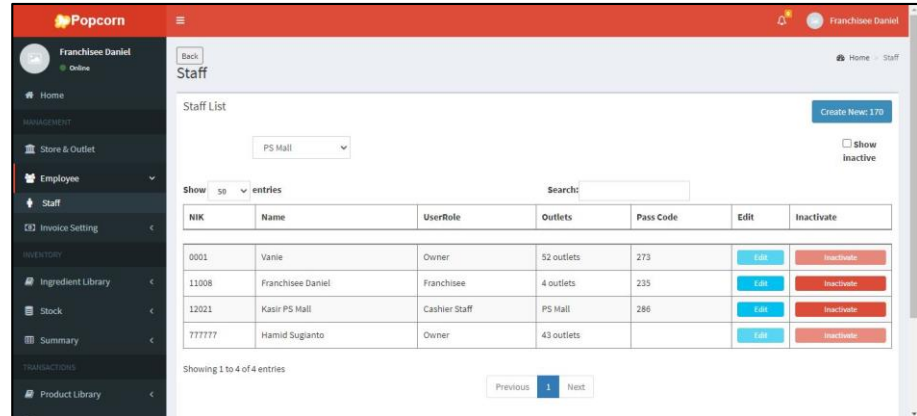 Popcorn
Franchisee Daniel
Franchisee Daniel
Online
Back
Staff
Home > Staff
Home
MANAGEMENT
Store & Outlet
Employee
Staff
Invoice Setting
INVENTORY
Ingredient Library
Stock
Summary
TRANSACTIONS
Product Library
Staff List
Create New: 170
PS Mall
Show inactive
Show 50 entries
Search:
NIK Name UserRole Outlets Pass Code Edit Inactivate
0001 Vanie Owner 52 outlets 273 Edit Inactivate
11008 Franchisee Daniel Franchisee 4 outlets 235 Edit Inactivate
12021 Kasir PS Mall Cashier Staff PS Mall 286 Edit Inactivate
777777 Hamid Sugianto Owner 43 outlets Edit Inactivate
Showing 1 to 4 of 4 entries
Previous 1 Next